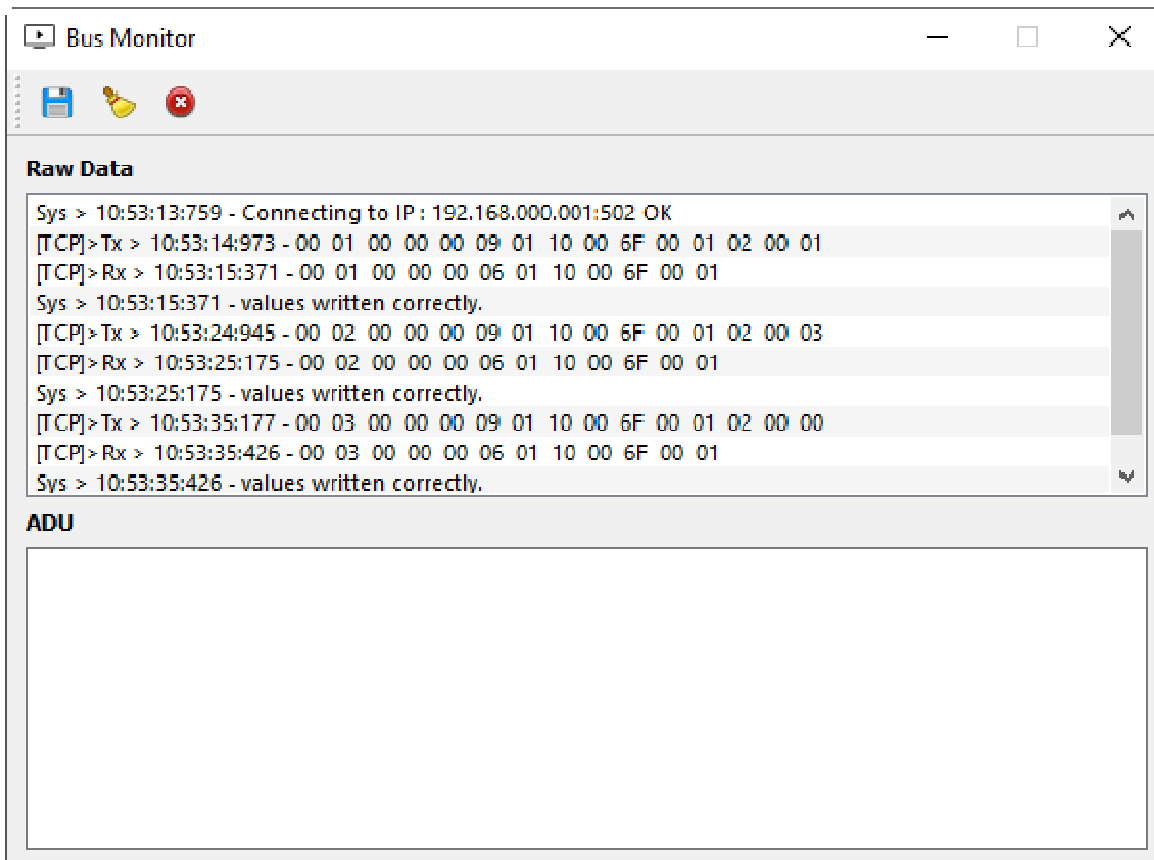 Bus Monitor
Raw Data
Sys > 10:53:13:759 - Connecting to IP : 192.168.000.001:502 OK
[TCP]>Tx > 10:53:14:973 - 00 01 00 00 00 09 01 10 00 6F 00 01 02 00 01
[TCP]>Rx > 10:53:15:371 - 00 01 00 00 00 06 01 10 00 6F 00 01
Sys > 10:53:15:371 - values written correctly.
[TCP]>Tx > 10:53:24:945 - 00 02 00 00 00 09 01 10 00 6F 00 01 02 00 03
[TCP]>Rx > 10:53:25:175 - 00 02 00 00 00 06 01 10 00 6F 00 01
Sys > 10:53:25:175 - values written correctly.
[TCP]>Tx > 10:53:35:177 - 00 03 00 00 00 09 01 10 00 6F 00 01 02 00 00
[TCP]>Rx > 10:53:35:426 - 00 03 00 00 00 06 01 10 00 6F 00 01
Sys > 10:53:35:426 - values written correctly.
ADU